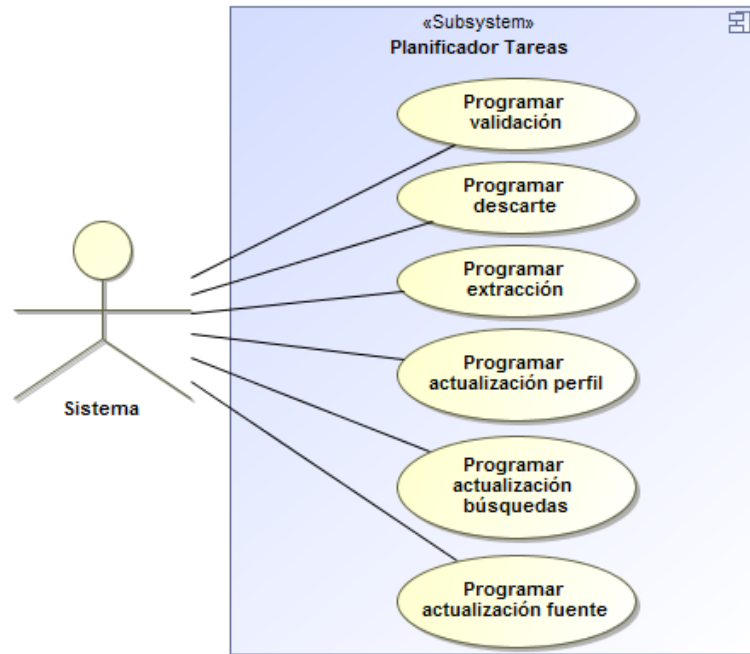 «Subsystem»
Planificador Tareas
Programar
validación
Programar
descarte
Programar
extracción
Programar
actualización perfil
Sistema
Programar
actualización
búsquedas
Programar
actualización fuente